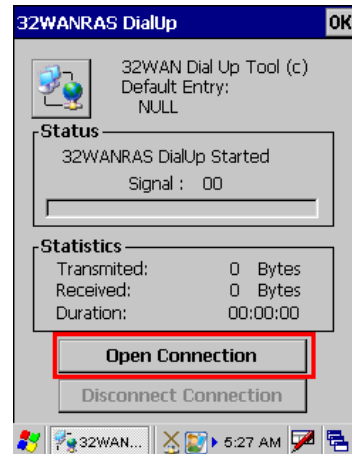 32WANRAS DialUp OK
32WAN Dial Up Tool (c)
Default Entry:
NULL
Status
32WANRAS DialUp Started
Signal : 00
Statistics
Transmited: 0 Bytes
Received: 0 Bytes
Duration: 00:00:00
Open Connection
Disconnect Connection
32WAN... 5:27 AM